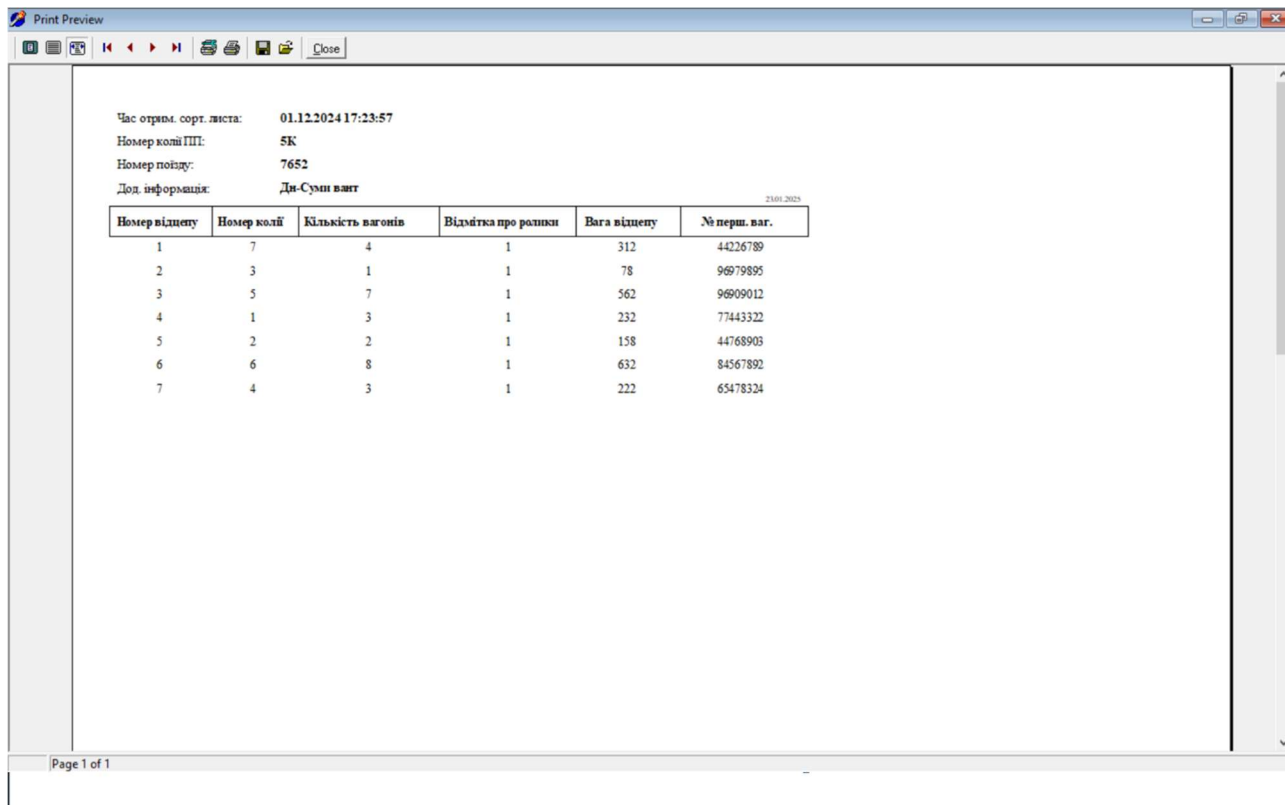 Print Preview
Close
Час отрим. сорт. листа: 01.12.2024 17:23:57
Номер колії ПП: 5К
Номер поїзду: 7652
Дод. інформація: Дн-Суми вант
23.01.2025
Номер відцепу Номер колії Кількість вагонів Відмітка про ролики Вага відцепу № перш. ваг.
1 7 4 1 312 44226789
2 3 1 1 78 96979895
3 5 7 1 562 96909012
4 1 3 1 232 77443322
5 2 2 1 158 44768903
6 6 8 1 632 84567892
7 4 3 1 222 65478324
Page 1 of 1